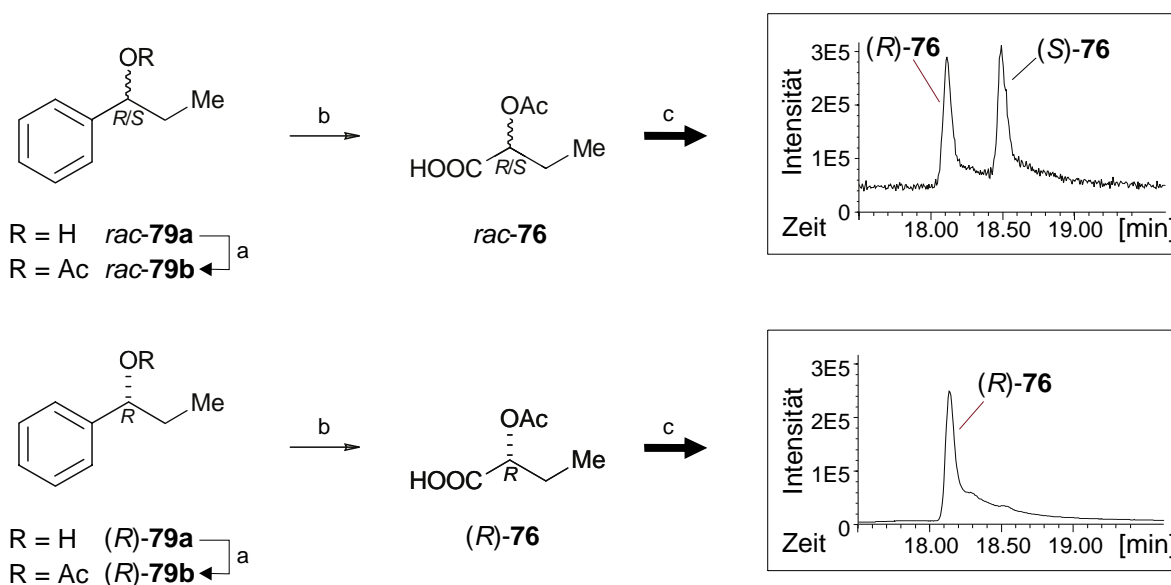 OR
Me
R/S
b
OAc
HOOC
R/S
Me
c
R = H rac-79a
R = Ac rac-79b
a
rac-76
Intensität
3E5
2E5
1E5
0
(R)-76
(S)-76
Zeit
18.00 18.50 19.00 [min]
OR
Me
R
b
OAc
HOOC
R
Me
c
R = H (R)-79a
R = Ac (R)-79b
a
(R)-76
Intensität
3E5
2E5
1E5
0
(R)-76
Zeit
18.00 18.50 19.00 [min]